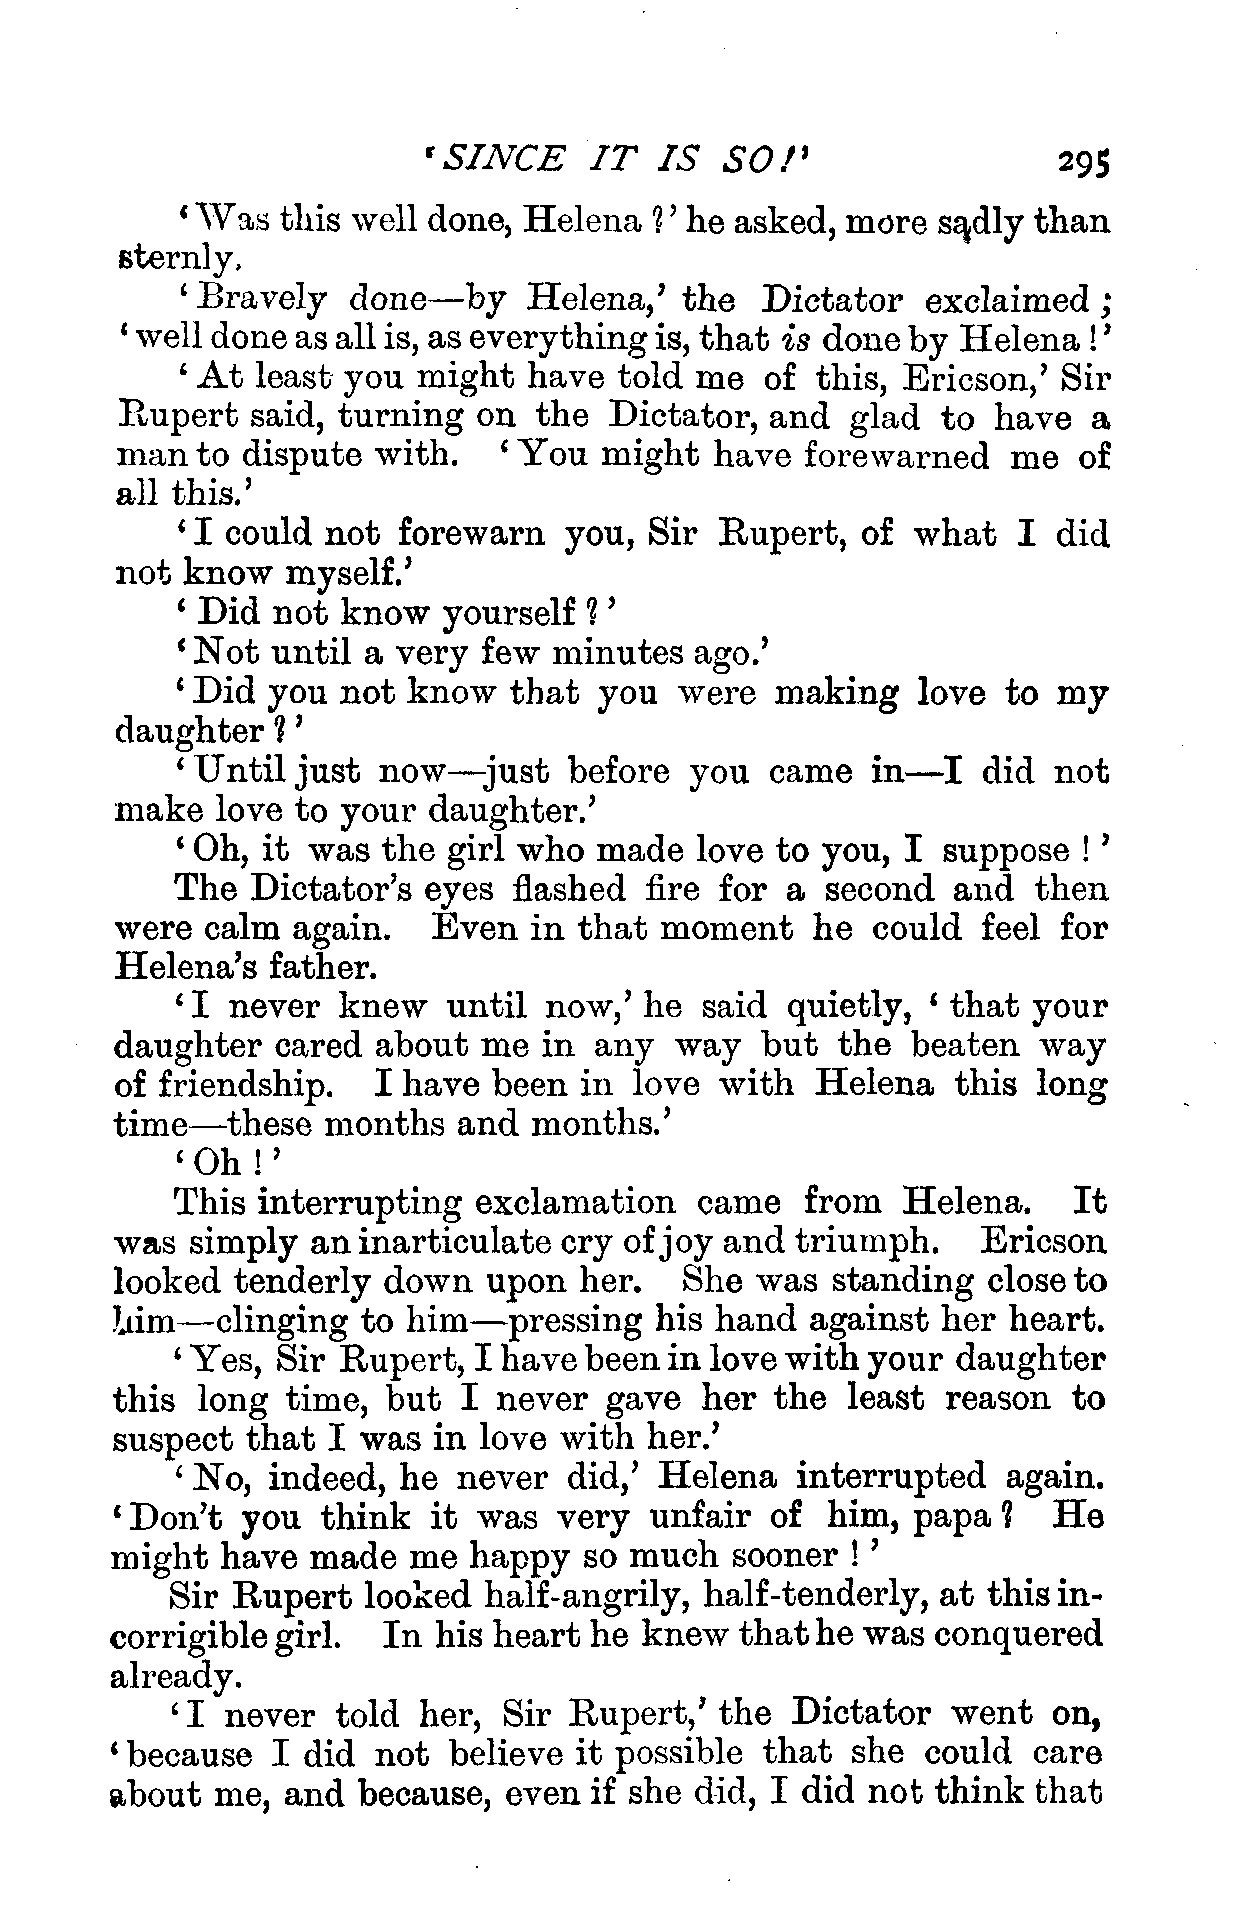 ‘SINCE IT IS SO!’ 295
‘Was this well done, Helena?’ he asked, more sadly than
sternly.
‘Bravely done—by Helena,’ the Dictator exclaimed;
‘well done as all is, as everything is, that is done by Helena!’
‘At least you might have told me of this, Ericson,’ Sir
Rupert said, turning on the Dictator, and glad to have a
man to dispute with. ‘You might have forewarned me of
all this.’
‘I could not forewarn you, Sir Rupert, of what I did
not know myself.’
‘Did not know yourself?’
‘Not until a very few minutes ago.’
‘Did you not know that you were making love to my
daughter?’
‘Until just now—just before you came in—I did not
make love to your daughter.’
‘Oh, it was the girl who made love to you, I suppose!’
The Dictator’s eyes flashed fire for a second and then
were calm again. Even in that moment he could feel for
Helena’s father.
‘I never knew until now,’ he said quietly, ‘that your
daughter cared about me in any way but the beaten way
of friendship. I have been in love with Helena this long
time—these months and months.’
‘Oh!’
This interrupting exclamation came from Helena. It
was simply an inarticulate cry of joy and triumph. Ericson
looked tenderly down upon her. She was standing close to
him—clinging to him—pressing his hand against her heart.
‘Yes, Sir Rupert, I have been in love with your daughter
this long time, but I never gave her the least reason to
suspect that I was in love with her.’
‘No, indeed, he never did,’ Helena interrupted again.
‘Don’t you think it was very unfair of him, papa? He
might have made me happy so much sooner!’
Sir Rupert looked half-angrily, half-tenderly, at this in-
corrigible girl. In his heart he knew that he was conquered
already.
‘I never told her, Sir Rupert,’ the Dictator went on,
‘because I did not believe it possible that she could care
about me, and because, even if she did, I did not think that